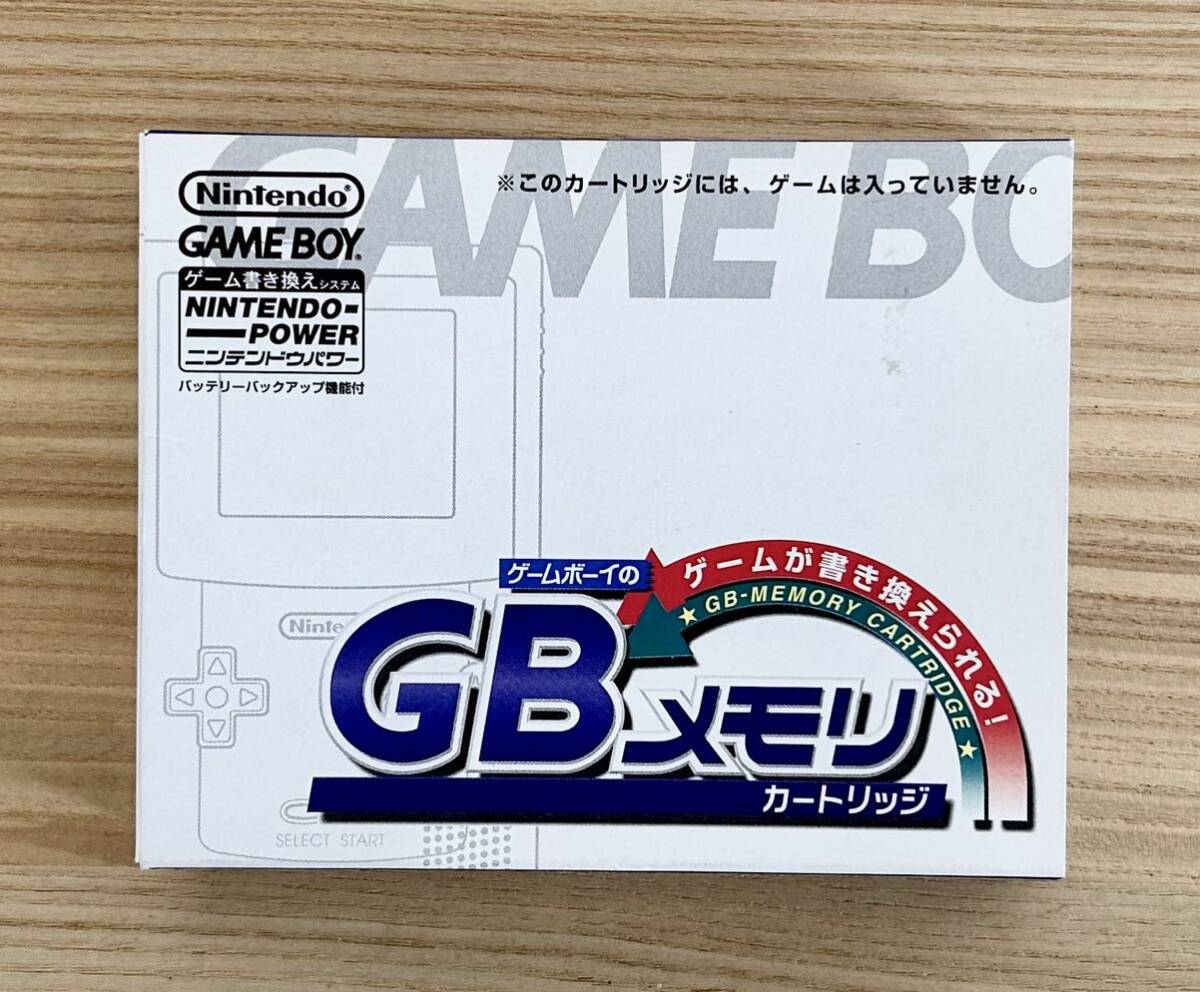 GAME BO
※このカートリッジには、ゲームは入っていません。
Nintendo®
GAME BOY®
ゲーム書き換えシステム
NINTENDO-
POWER
ニンテンドウパワー
バッテリーバックアップ機能付
ゲームボーイの
ゲームが書き換えられる!
★ GB-MEMORY CARTRIDGE ★
Ninte
GBメモリ
カートリッジ
SELECT START